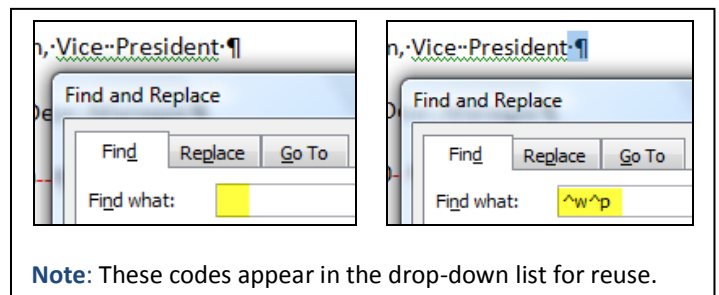 n,·Vice··President·¶
Find and Replace
Find
Replace
Go To
Find what:
n,·Vice··President·¶
Find and Replace
Find
Replace
Go To
Find what: ^w^p
Note: These codes appear in the drop-down list for reuse.